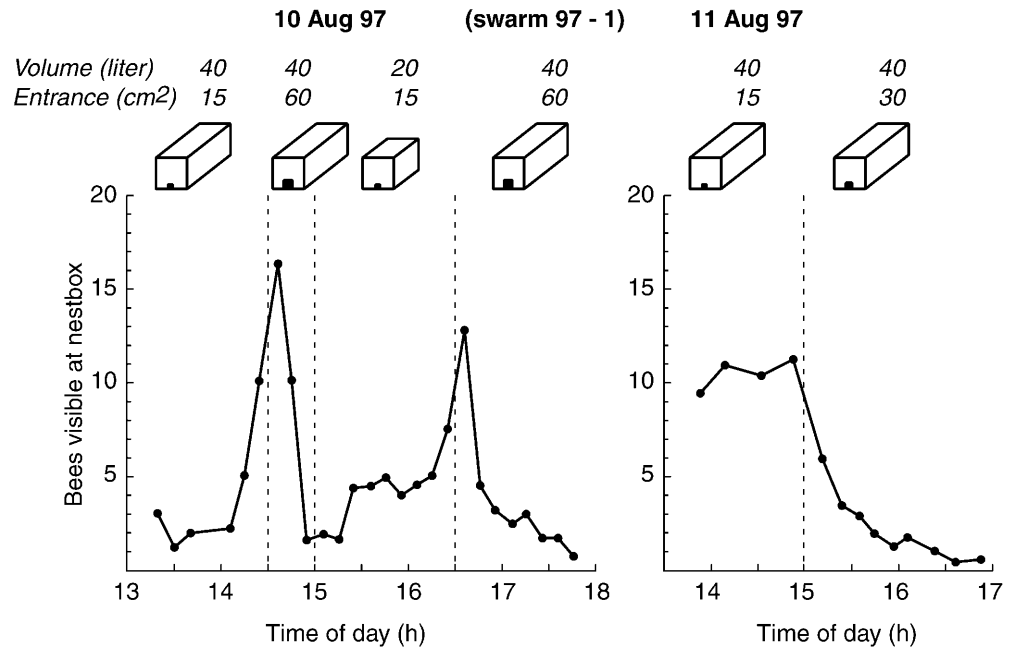 10 Aug 97 (swarm 97 - 1) 11 Aug 97
Volume (liter) 40 40 20 40 40 40
Entrance (cm2) 15 60 15 60 15 30
20 20
15 15
10 10
5 5
Bees visible at nestbox
13 14 15 16 17 18 14 15 16 17
Time of day (h) Time of day (h)